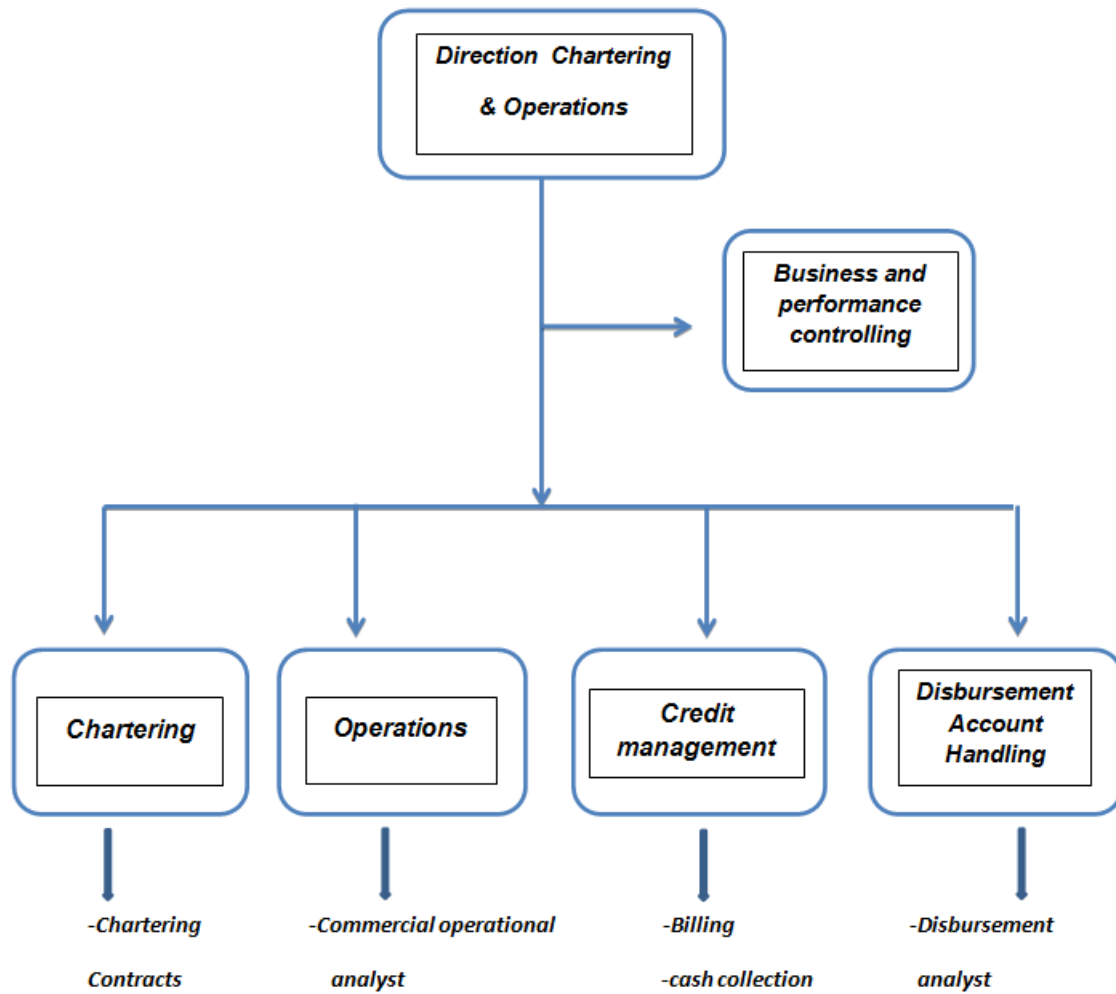 Direction Chartering
& Operations
Business and
performance
controlling
Chartering
Operations
Credit
management
Disbursement
Account
Handling
-Chartering
Contracts
-Commercial operational
analyst
-Billing
-cash collection
-Disbursement
analyst